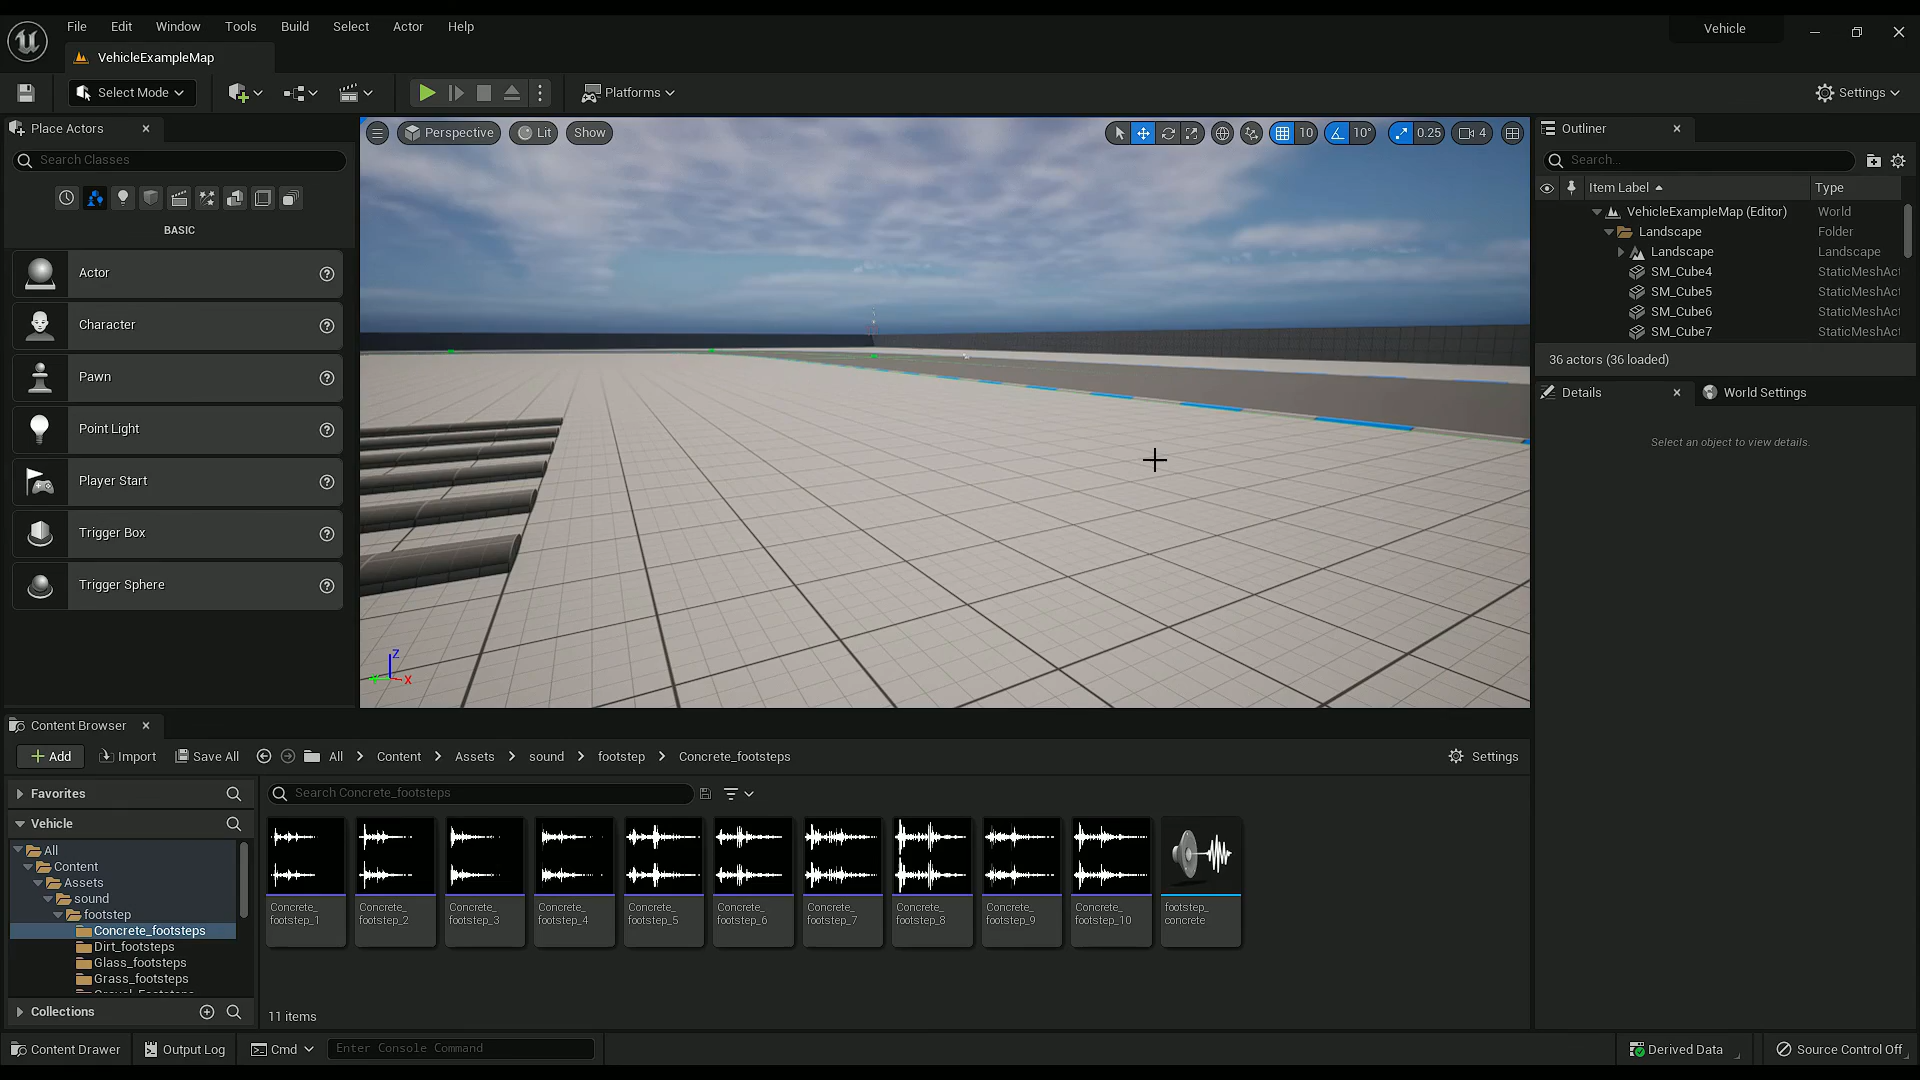 File Edit Window Tools Build Select Actor Help
Vehicle
VehicleExampleMap
Select Mode
Platforms
Settings
Place Actors
Search Classes
BASIC
Actor
Character
Pawn
Point Light
Player Start
Trigger Box
Trigger Sphere
Perspective Lit Show
10 10° 0.25 4
Z
X
Outliner
Search...
Item Label Type
VehicleExampleMap (Editor) World
Landscape Folder
Landscape Landscape
SM_Cube4 StaticMeshAct
SM_Cube5 StaticMeshAct
SM_Cube6 StaticMeshAct
SM_Cube7 StaticMeshAct
36 actors (36 loaded)
Details World Settings
Select an object to view details.
Content Browser
Add Import Save All All Content Assets sound footstep Concrete_footsteps Settings
Favorites
Vehicle
All
Content
Assets
sound
footstep
Concrete_footsteps
Dirt_footsteps
Glass_footsteps
Grass_footsteps
Collections
Search Concrete_footsteps
Concrete_
footstep_1
Concrete_
footstep_2
Concrete_
footstep_3
Concrete_
footstep_4
Concrete_
footstep_5
Concrete_
footstep_6
Concrete_
footstep_7
Concrete_
footstep_8
Concrete_
footstep_9
Concrete_
footstep_10
footstep_
concrete
11 items
Content Drawer Output Log Cmd Enter Console Command Derived Data Source Control Off